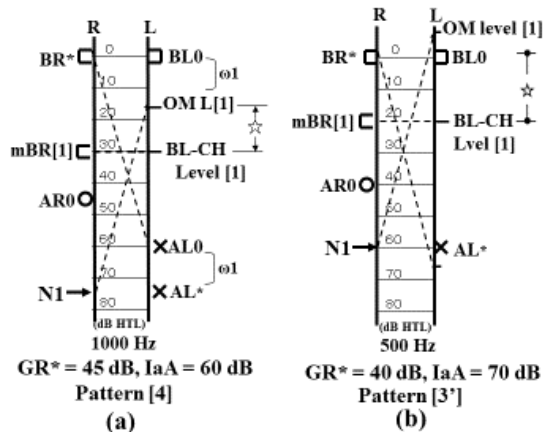 R L
BR* 0 BL0
10 ω1
20 OM L[1]
☆
mBR[1] 30 BL-CH
Level [1]
40
AR0
50
60 AL0
ω1
70
N1 AL*
80
(dB HTL)
1000 Hz
GR* = 45 dB, IaA = 60 dB
Pattern [4]
(a)
R L
OM level [1]
BR* 0 BL0
10
☆
20
mBR[1] BL-CH
Lvel [1]
30
AR0 40
50
N1 60 AL*
70
80
(dB HTL)
500 Hz
GR* = 40 dB, IaA = 70 dB
Pattern [3’]
(b)